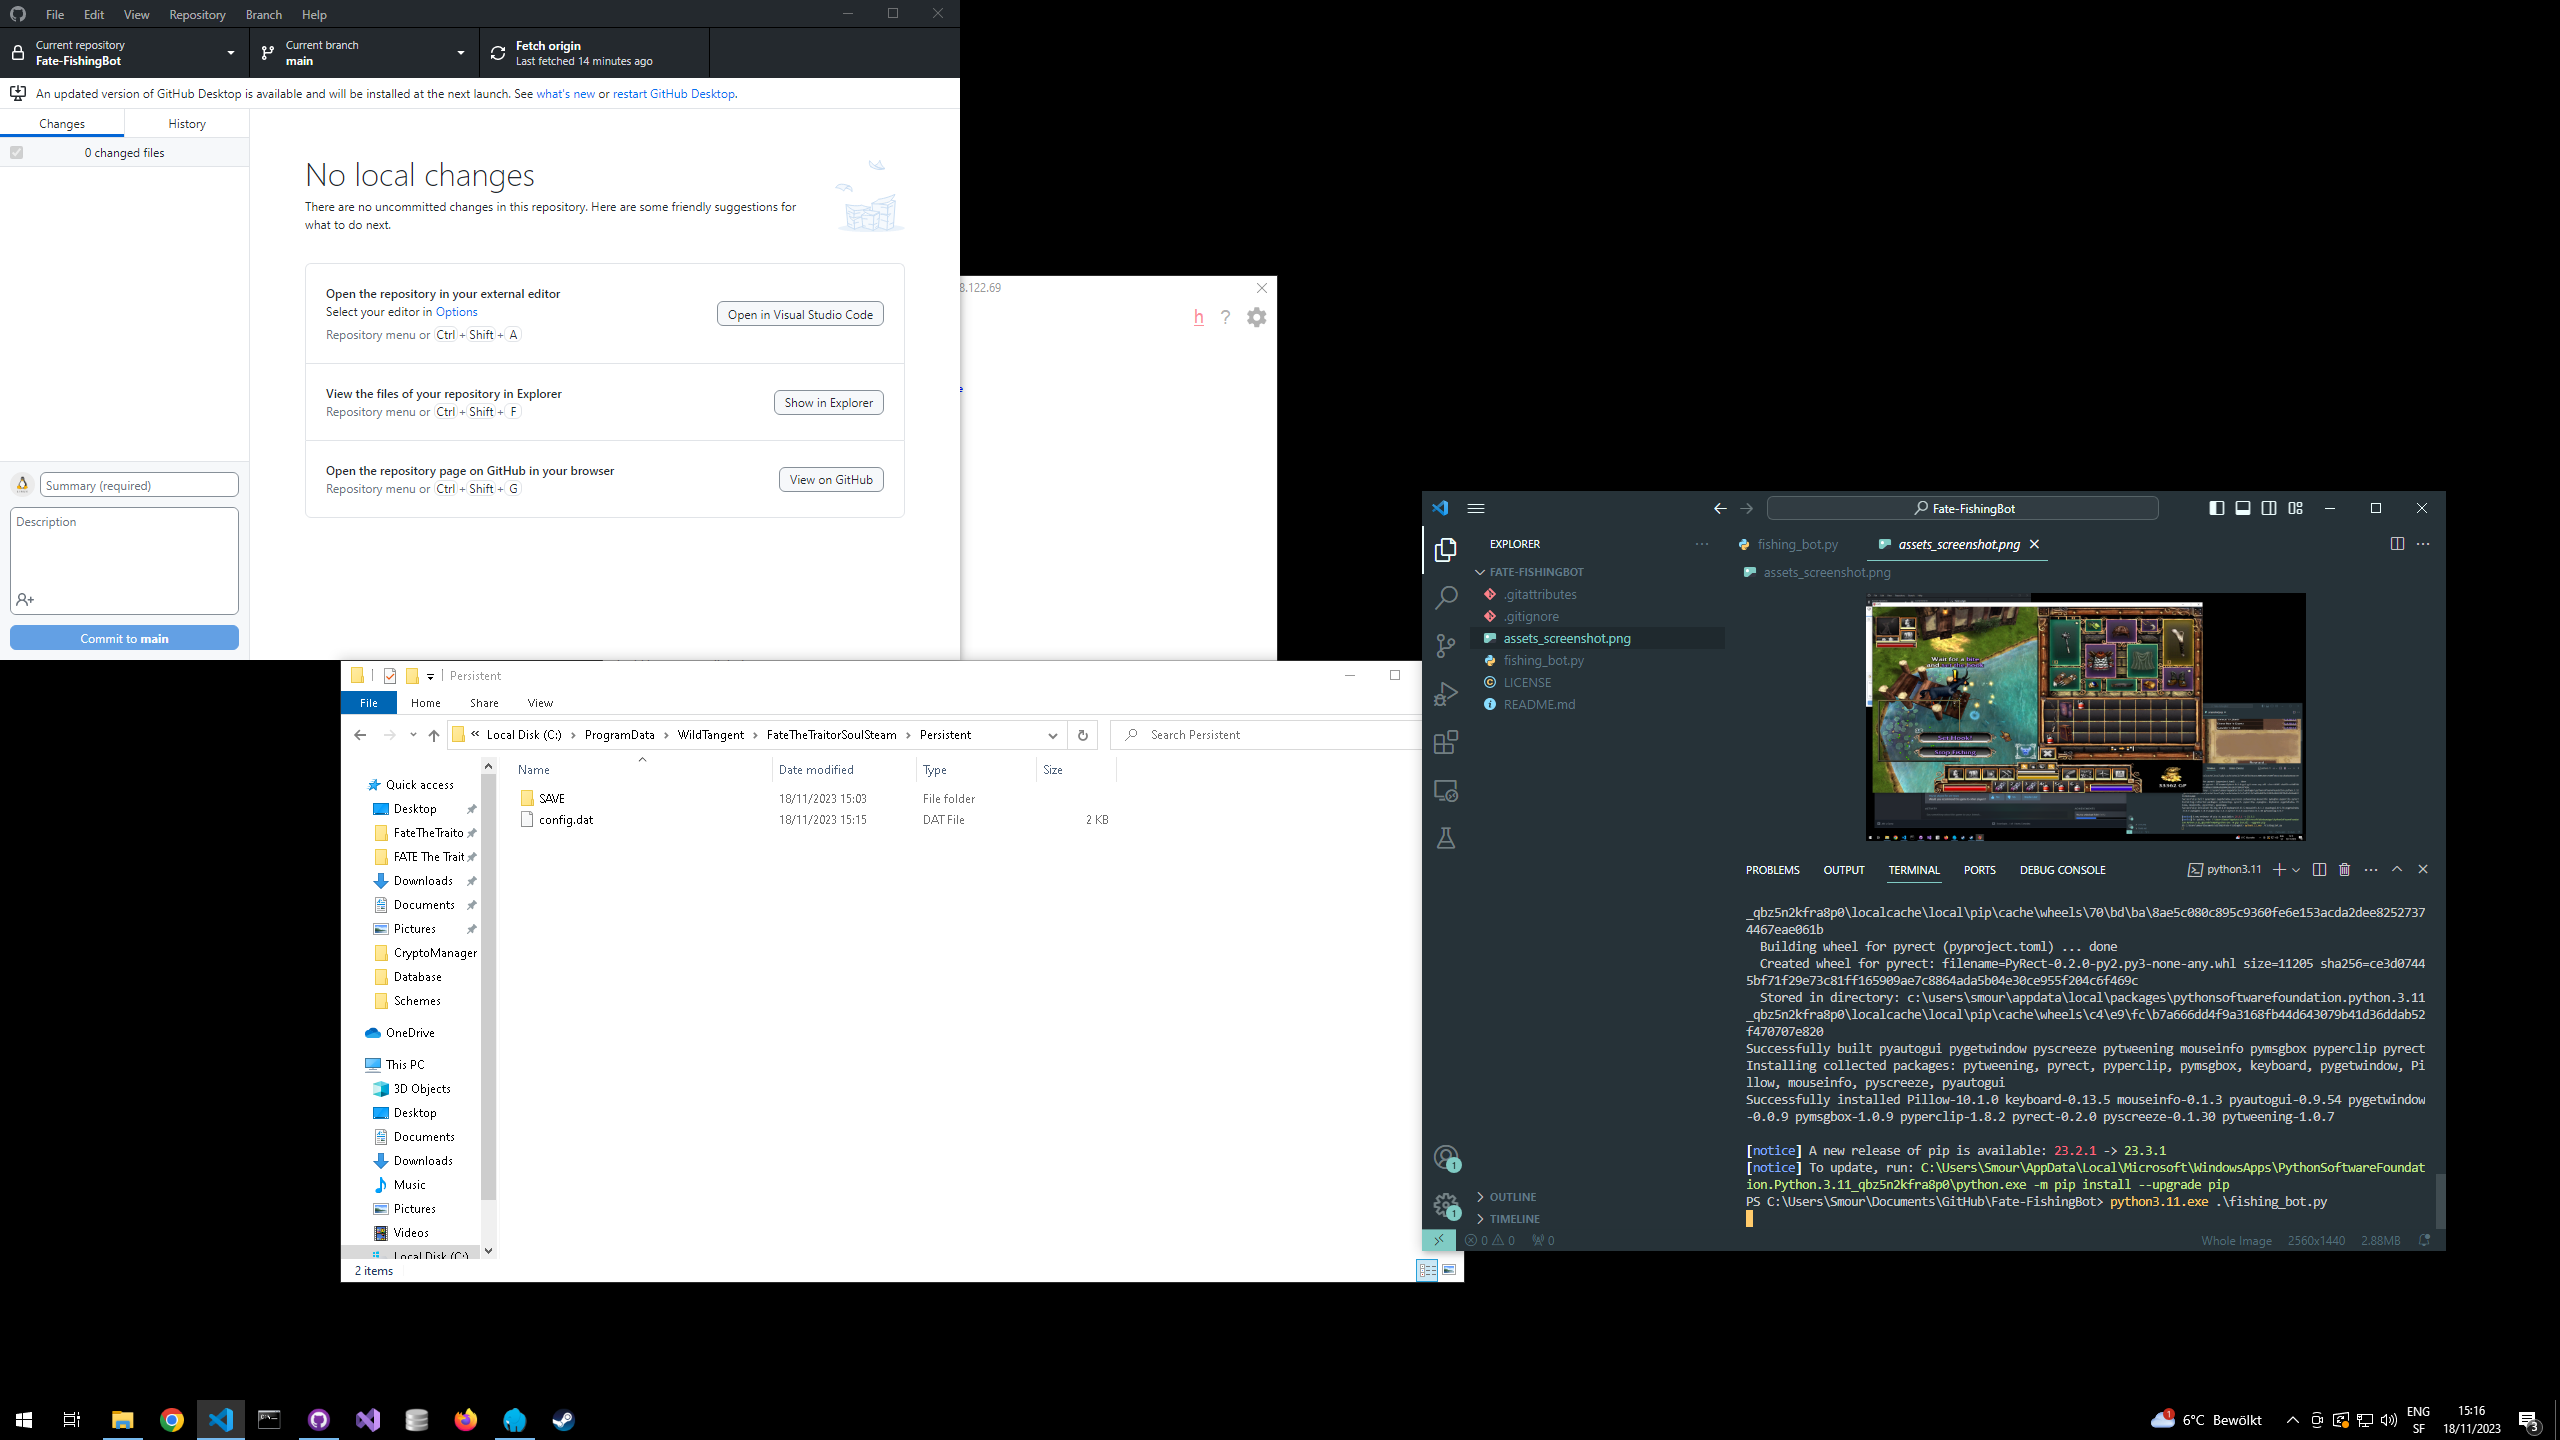 File Edit View Repository Branch Help
Current repository
Fate-FishingBot
Current branch
main
Fetch origin
Last fetched 14 minutes ago
An updated version of GitHub Desktop is available and will be installed at the next launch. See what's new or restart GitHub Desktop.
Changes
History
0 changed files
No local changes
There are no uncommitted changes in this repository. Here are some friendly suggestions for
what to do next.
Open the repository in your external editor
Select your editor in Options
Repository menu or Ctrl + Shift + A
Open in Visual Studio Code
View the files of your repository in Explorer
Repository menu or Ctrl + Shift + F
Show in Explorer
Open the repository page on GitHub in your browser
Repository menu or Ctrl + Shift + G
View on GitHub
Summary (required)
Description
Commit to main
8.122.69
h ?
e
Persistent
File Home Share View
« Local Disk (C:) > ProgramData > WildTangent > FateTheTraitorSoulSteam > Persistent
Search Persistent
Name Date modified Type Size
SAVE 18/11/2023 15:03 File folder
config.dat 18/11/2023 15:15 DAT File 2 KB
Quick access
Desktop
FateTheTraito
FATE The Trait
Downloads
Documents
Pictures
CryptoManager
Database
Schemes
OneDrive
This PC
3D Objects
Desktop
Documents
Downloads
Music
Pictures
Videos
Local Disk (C:)
2 items
Fate-FishingBot
EXPLORER
FATE-FISHINGBOT
.gitattributes
.gitignore
assets_screenshot.png
fishing_bot.py
LICENSE
README.md
OUTLINE
TIMELINE
fishing_bot.py
assets_screenshot.png
assets_screenshot.png
Wait for a bite
Set Hook!
Stop Fishing
33362 GP
PROBLEMS OUTPUT TERMINAL PORTS DEBUG CONSOLE
python3.11
_qbz5n2kfra8p0\localcache\local\pip\cache\wheels\70\bd\ba\8ae5c080c895c9360fe6e153acda2dee8252737
4467eae061b
Building wheel for pyrect (pyproject.toml) ... done
Created wheel for pyrect: filename=PyRect-0.2.0-py2.py3-none-any.whl size=11205 sha256=ce3d0744
5bf71f29e73c81ff165909ae7c8864ada5b04e30ce955f204c6f469c
Stored in directory: c:\users\smour\appdata\local\packages\pythonsoftwarefoundation.python.3.11
_qbz5n2kfra8p0\localcache\local\pip\cache\wheels\c4\e9\fc\b7a666dd4f9a3168fb44d643079b41d36ddab52
f470707e820
Successfully built pyautogui pygetwindow pyscreeze pytweening mouseinfo pymsgbox pyperclip pyrect
Installing collected packages: pytweening, pyrect, pyperclip, pymsgbox, keyboard, pygetwindow, Pi
llow, mouseinfo, pyscreeze, pyautogui
Successfully installed Pillow-10.1.0 keyboard-0.13.5 mouseinfo-0.1.3 pyautogui-0.9.54 pygetwindow
-0.0.9 pymsgbox-1.0.9 pyperclip-1.8.2 pyrect-0.2.0 pyscreeze-0.1.30 pytweening-1.0.7
[notice] A new release of pip is available: 23.2.1 -> 23.3.1
[notice] To update, run: C:\Users\Smour\AppData\Local\Microsoft\WindowsApps\PythonSoftwareFoundat
ion.Python.3.11_qbz5n2kfra8p0\python.exe -m pip install --upgrade pip
PS C:\Users\Smour\Documents\GitHub\Fate-FishingBot> python3.11.exe .\fishing_bot.py
0 0 0
Whole Image 2560x1440 2.88MB
1
1
1 6°C Bewölkt
ENG
SF
15:16
18/11/2023
3